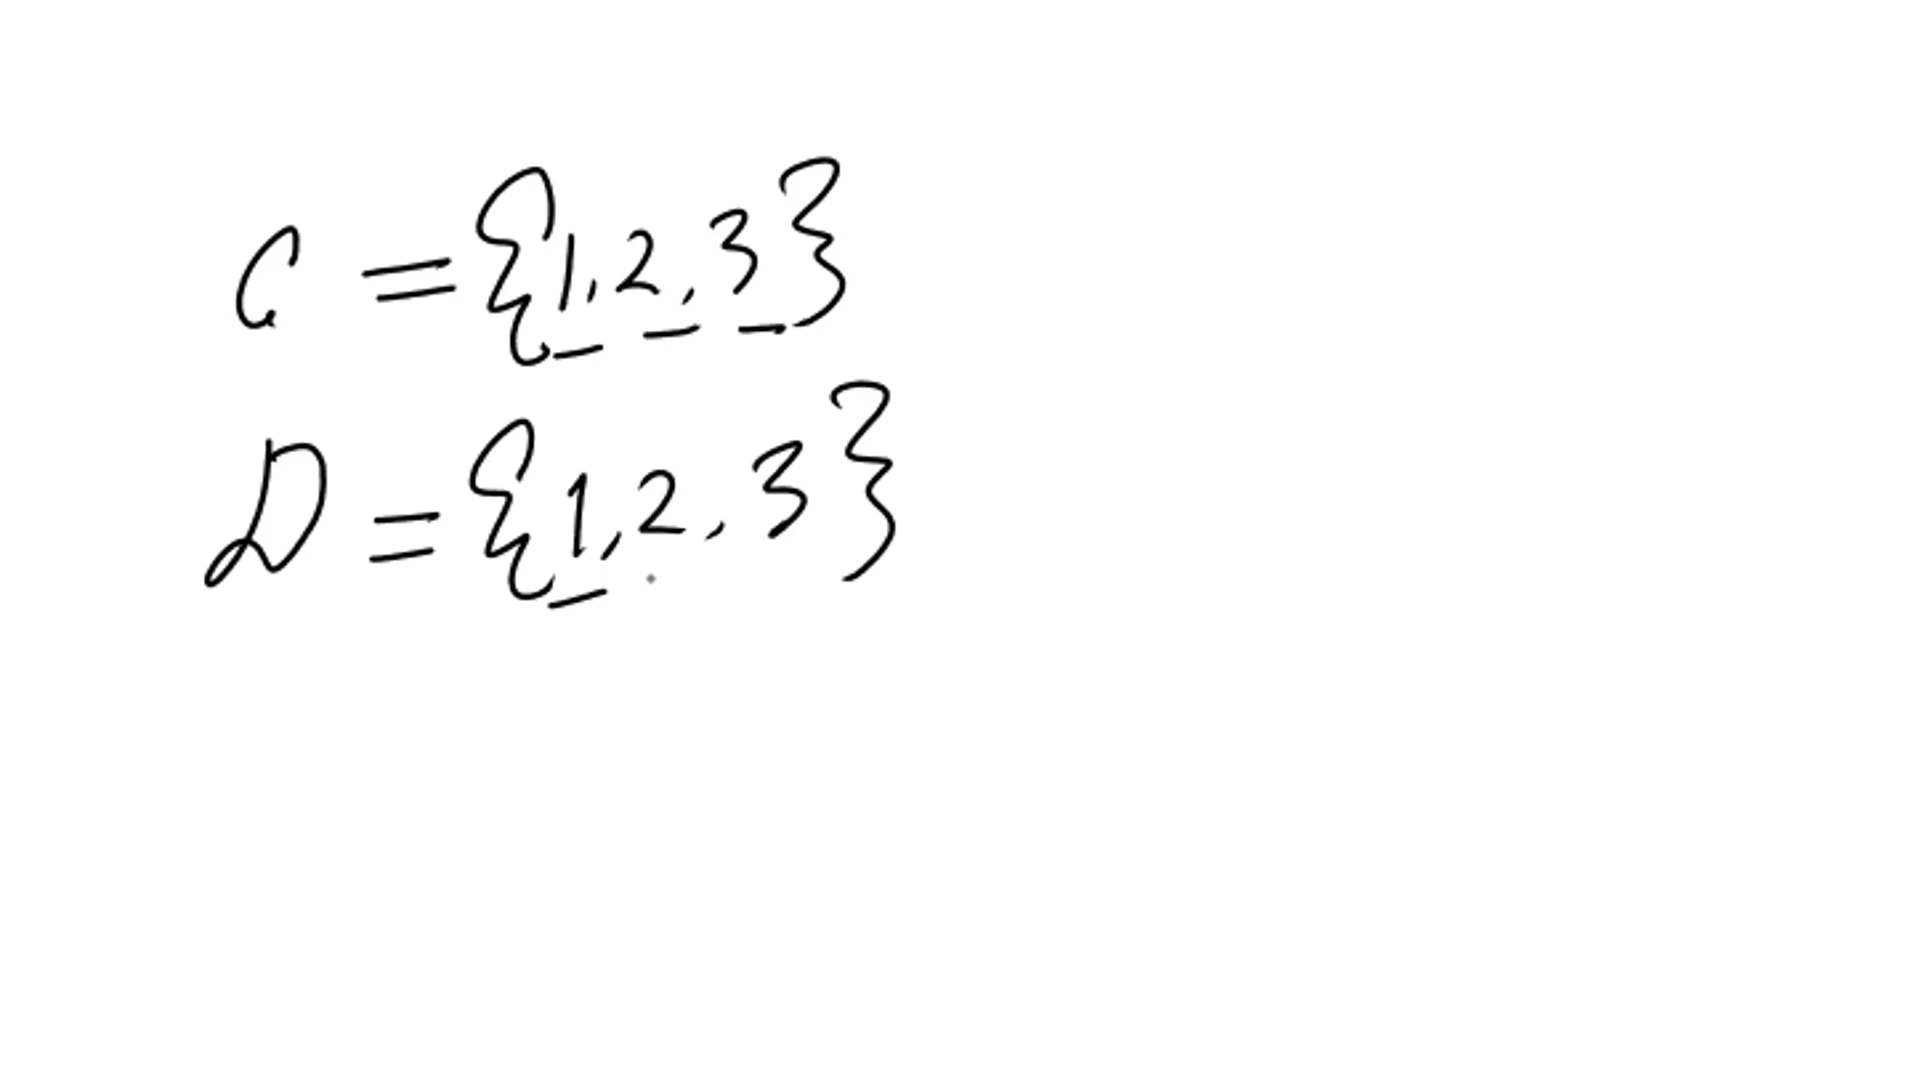 C = {1, 2, 3}
D = {1, 2, 3}